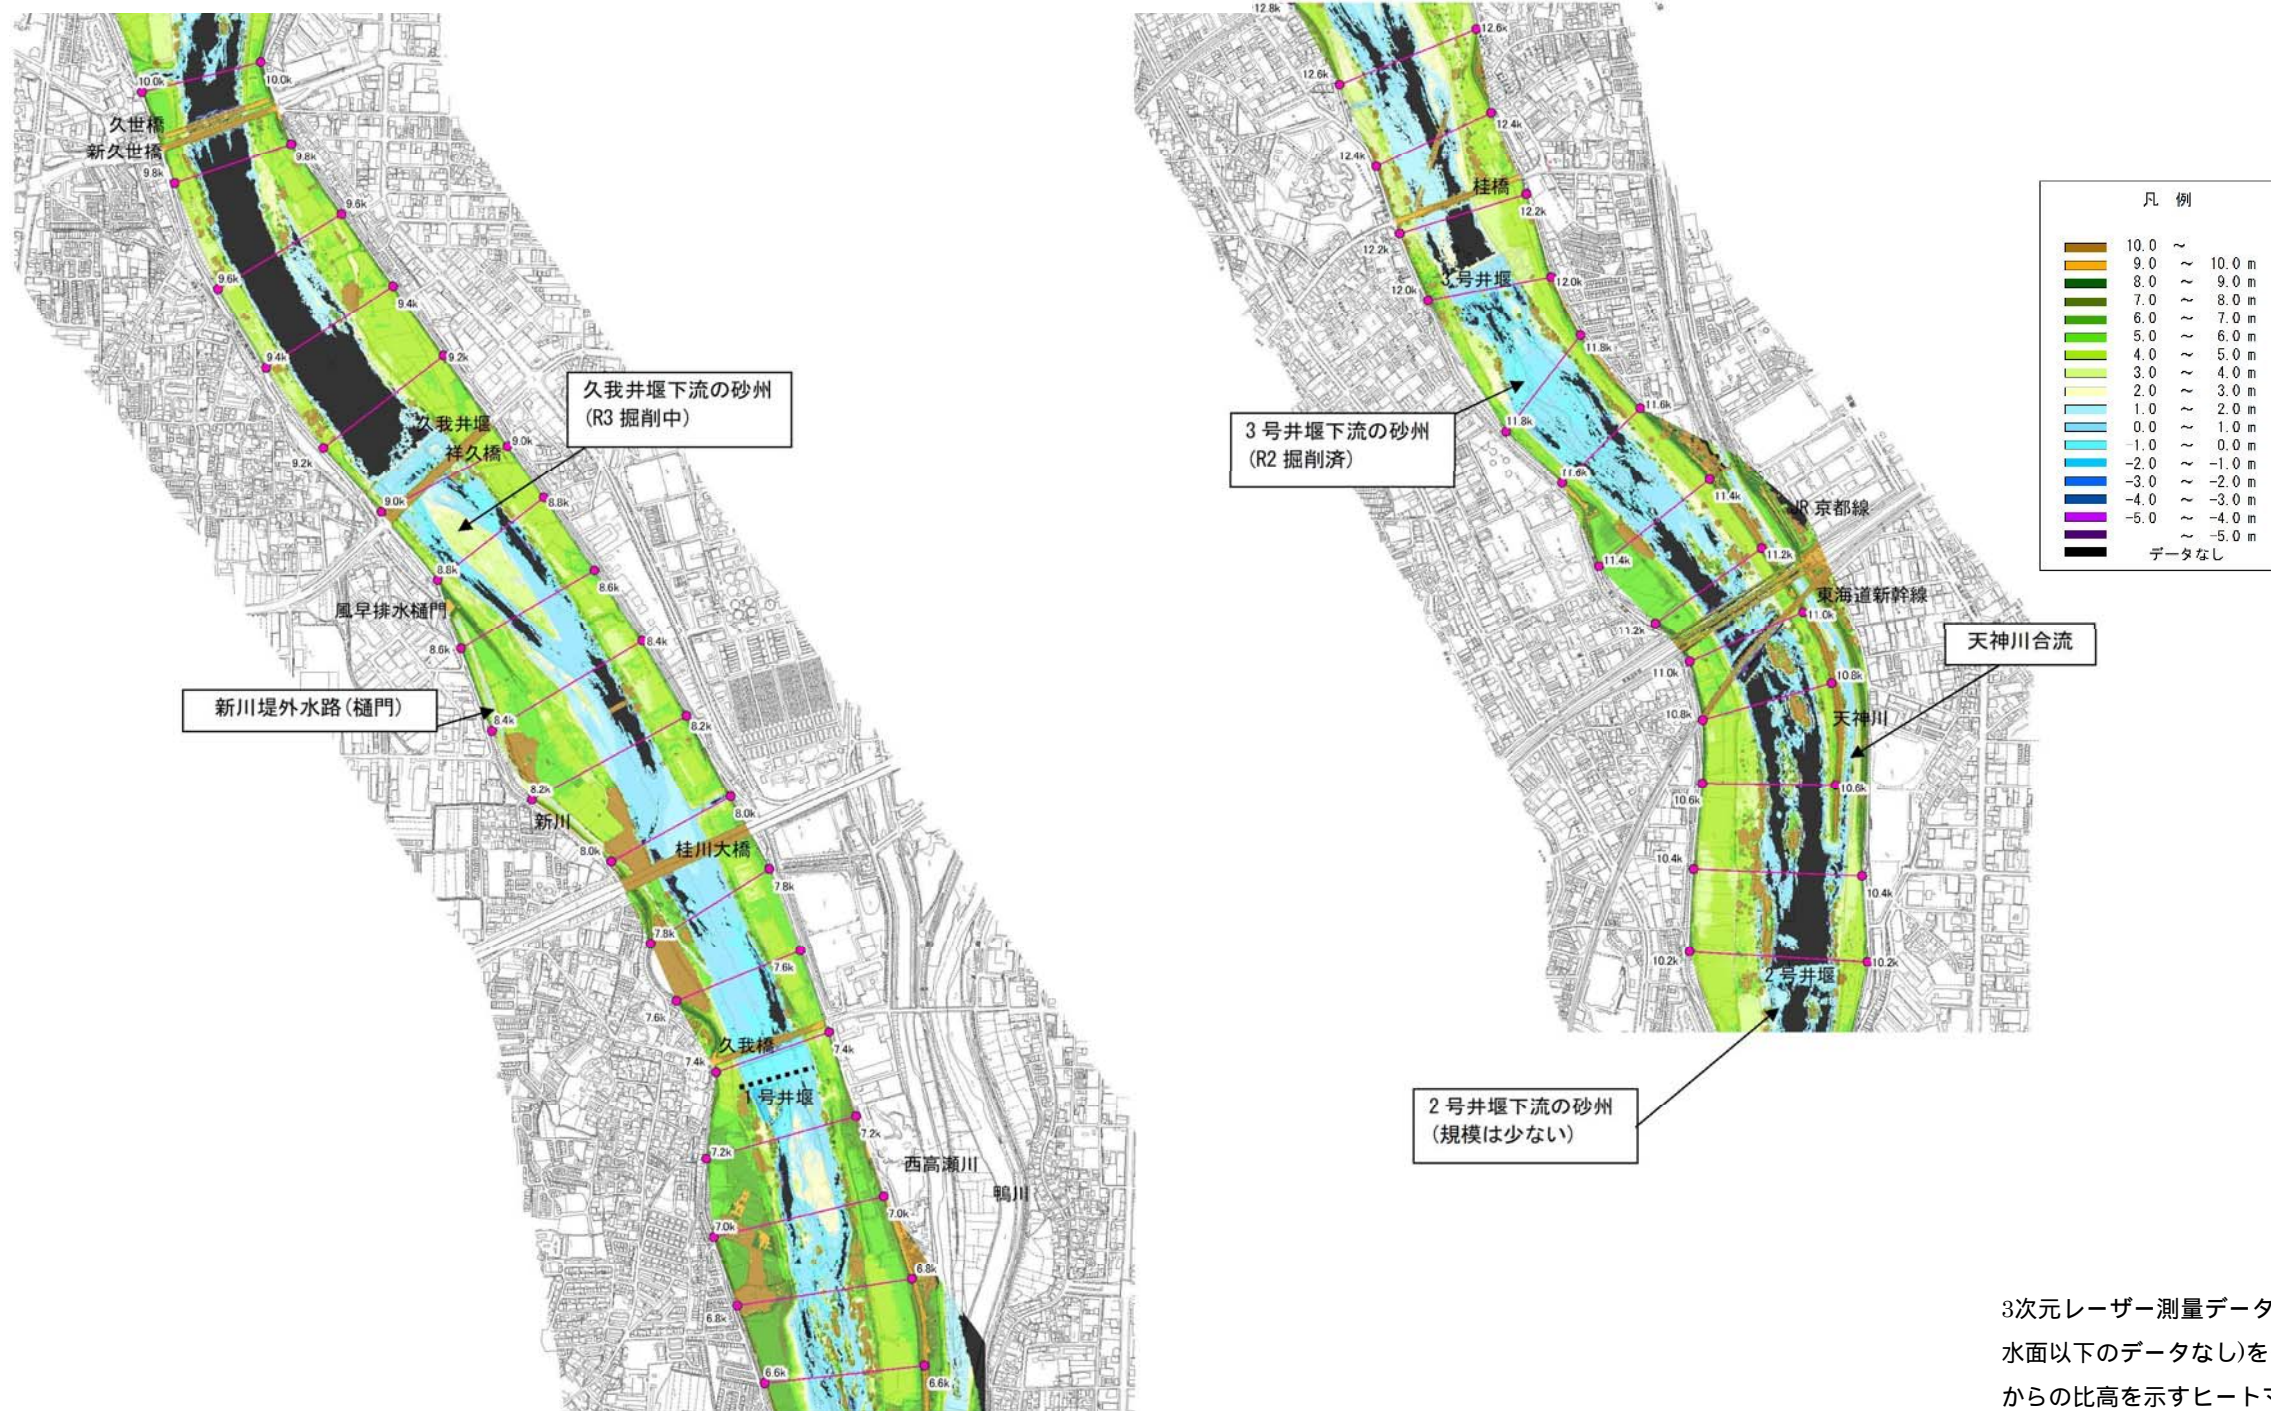 10.0k
10.0k
久世橋
新久世橋
9.8k
9.8k
9.6k
9.6k
9.4k
9.4k
9.2k
9.2k
久我井堰
祥久橋
9.0k
9.0k
久我井堰下流の砂州
(R3 掘削中)
8.8k
8.8k
風早排水樋門
8.6k
8.6k
8.4k
新川堤外水路(樋門)
8.4k
8.2k
8.2k
新川
8.0k
8.0k
桂川大橋
7.8k
7.8k
7.6k
7.6k
久我橋
7.4k
7.4k
1号井堰
7.2k
7.2k
西高瀬川
鴨川
7.0k
7.0k
6.8k
6.8k
6.6k
6.6k
12.8k
12.6k
12.6k
12.4k
12.4k
桂橋
12.2k
12.2k
3号井堰
12.0k
12.0k
11.8k
11.8k
3号井堰下流の砂州
(R2 掘削済)
11.6k
11.6k
11.4k
JR京都線
11.4k
11.2k
東海道新幹線
11.2k
11.0k
11.0k
天神川合流
10.8k
10.8k
天神川
10.6k
10.6k
10.4k
10.4k
10.2k
10.2k
2号井堰
2号井堰下流の砂州
(規模は少ない)
凡 例
10.0 ～
9.0 ～ 10.0 m
8.0 ～ 9.0 m
7.0 ～ 8.0 m
6.0 ～ 7.0 m
5.0 ～ 6.0 m
4.0 ～ 5.0 m
3.0 ～ 4.0 m
2.0 ～ 3.0 m
1.0 ～ 2.0 m
0.0 ～ 1.0 m
-1.0 ～ 0.0 m
-2.0 ～ -1.0 m
-3.0 ～ -2.0 m
-4.0 ～ -3.0 m
-5.0 ～ -4.0 m
～ -5.0 m
データなし
3次元レーザー測量データ
水面以下のデータなし)を
からの比高を示すヒート